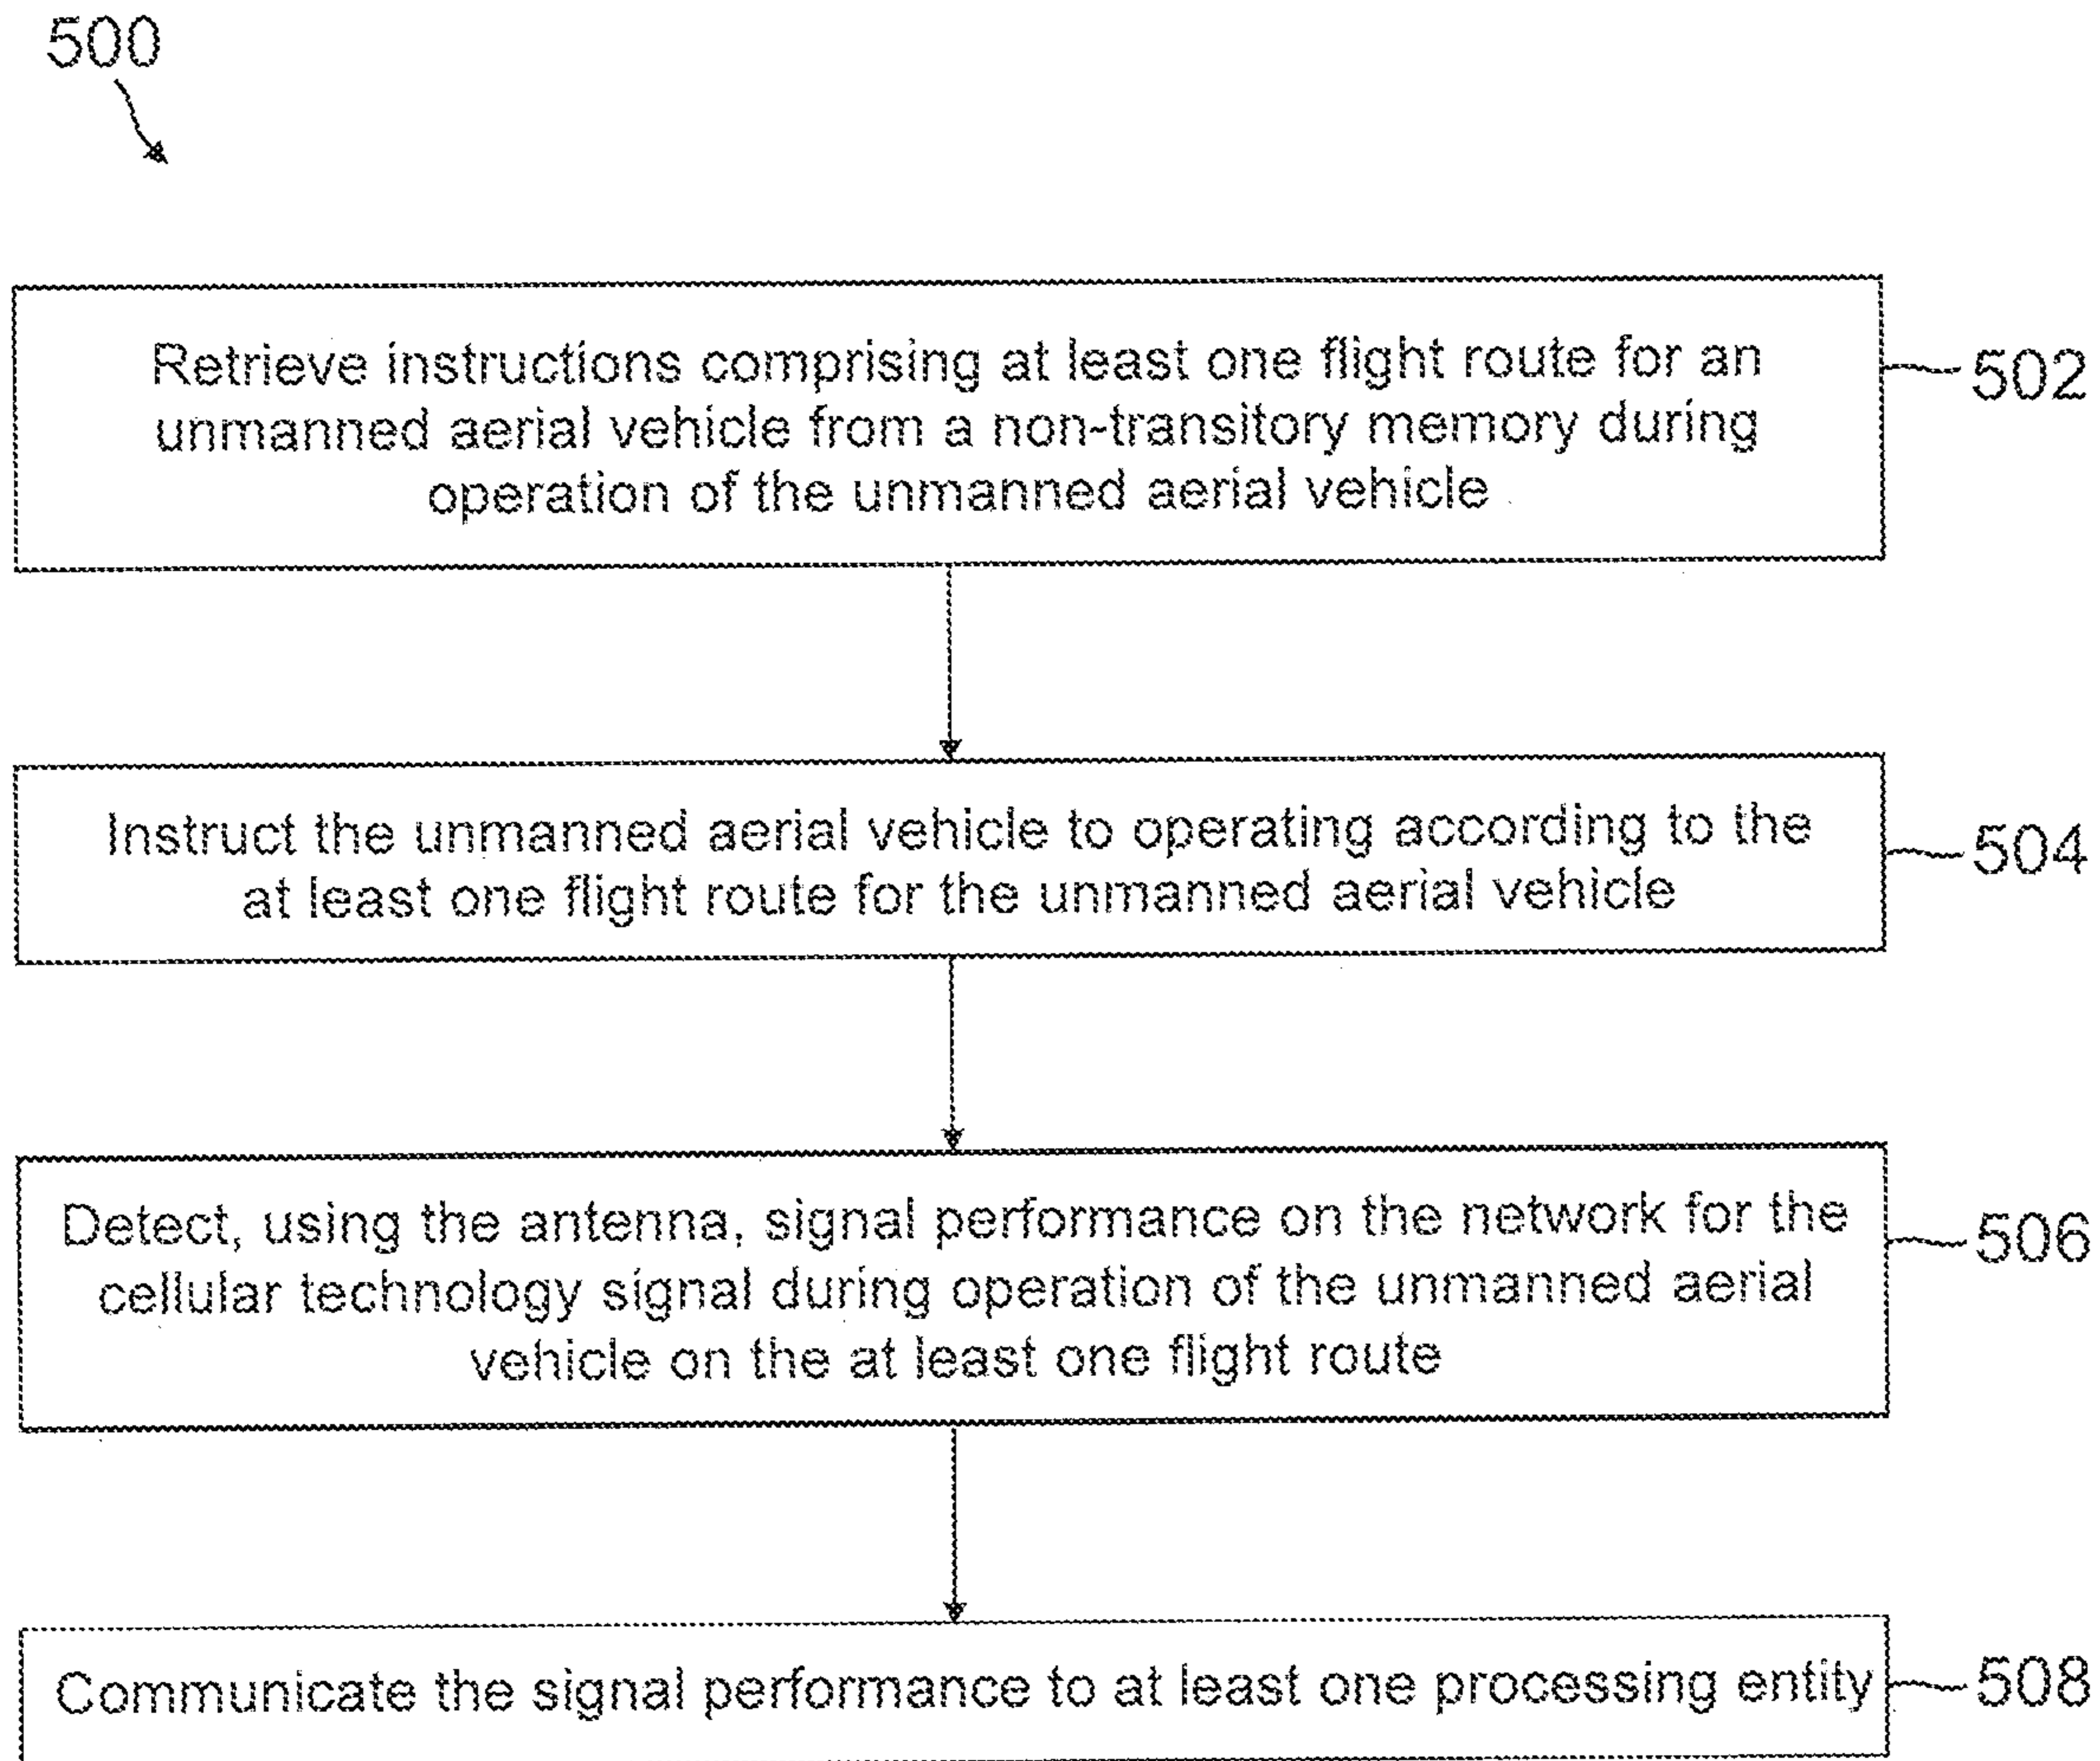 500
Retrieve instructions comprising at least one flight route for an
unmanned aerial vehicle from a non-transitory memory during
operation of the unmanned aerial vehicle
502
Instruct the unmanned aerial vehicle to operating according to the
at least one flight route for the unmanned aerial vehicle
504
Detect, using the antenna, signal performance on the network for the
cellular technology signal during operation of the unmanned aerial
vehicle on the at least one flight route
506
Communicate the signal performance to at least one processing entity
508